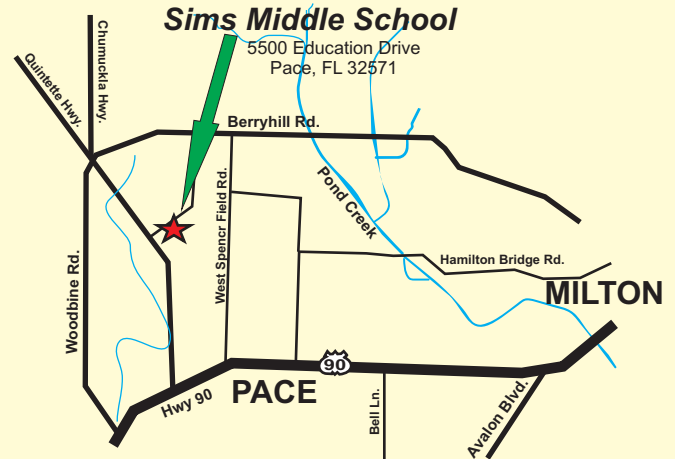 Sims Middle School
5500 Education Drive
Pace, FL 32571
Chumuckla Hwy.
Quintette Hwy.
Berryhill Rd.
Pond Creek
West Spencr Field Rd.
Hamilton Bridge Rd.
MILTON
Woodbine Rd.
90
PACE
Hwy 90
Bell Ln.
Avalon Blvd.